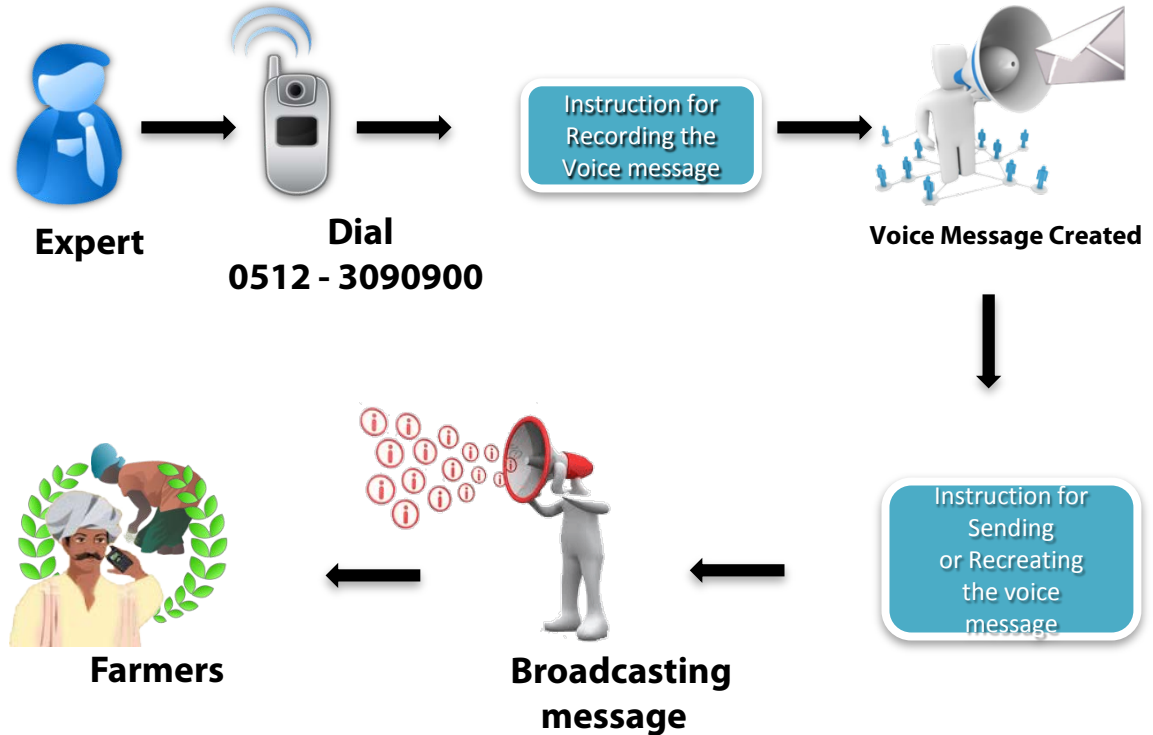 Expert
Dial
0512 - 3090900
Instruction for
Recording the
Voice message
Voice Message Created
Instruction for
Sending
or Recreating
the voice
message
Broadcasting
message
Farmers